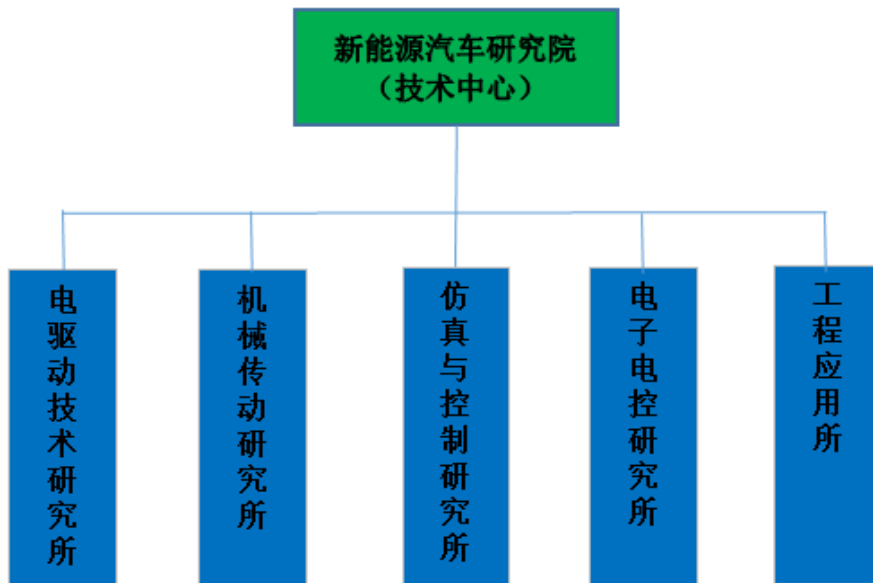 新能源汽车研究院
（技术中心）
电驱动技术研究所
机械传动研究所
仿真与控制研究所
电子电控研究所
工程应用所